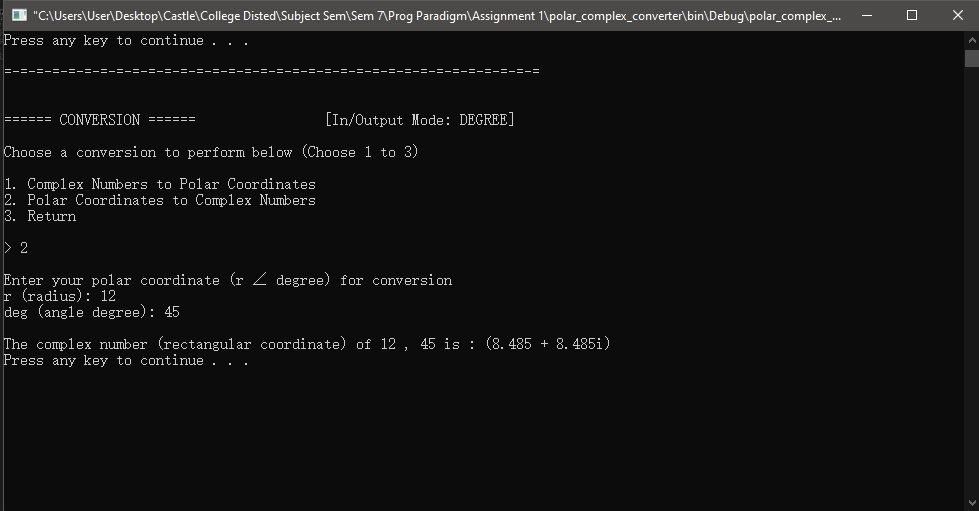 "C:\Users\User\Desktop\Castle\College Disted\Subject Sem\Sem 7\Prog Paradigm\Assignment 1\polar_complex_converter\bin\Debug\polar_complex_...
Press any key to continue . . .
=-=-=-=-=-=-=-=-=-=-=-=-=-=-=-=-=-=-=-=-=-=-=-=-=-=-=-=-=-=-=-=-=-=
====== CONVERSION ====== [In/Output Mode: DEGREE]
Choose a conversion to perform below (Choose 1 to 3)
1. Complex Numbers to Polar Coordinates
2. Polar Coordinates to Complex Numbers
3. Return
> 2
Enter your polar coordinate (r ∠ degree) for conversion
r (radius): 12
deg (angle degree): 45
The complex number (rectangular coordinate) of 12 , 45 is : (8.485 + 8.485i)
Press any key to continue . . .